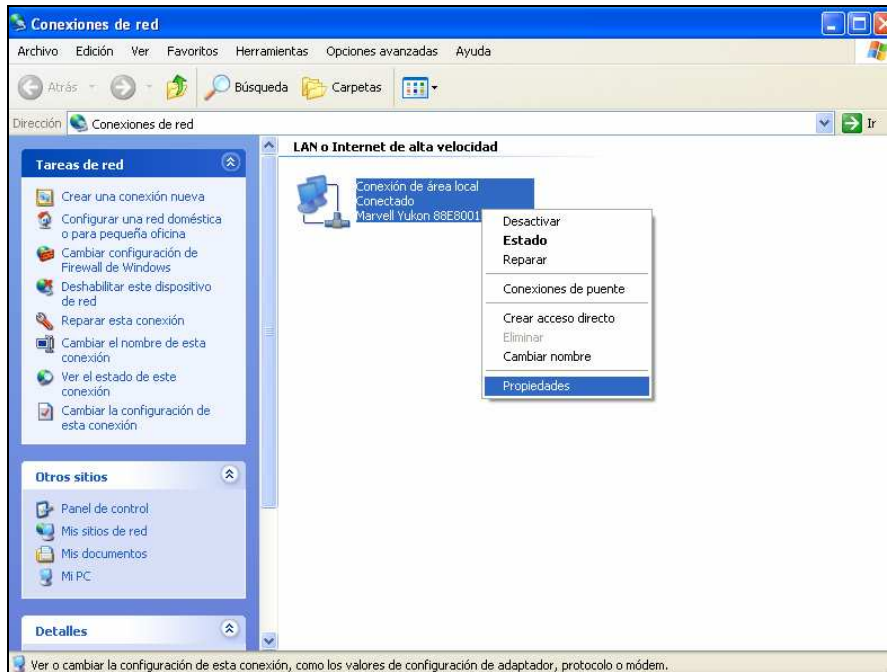 Conexiones de red
Archivo Edición Ver Favoritos Herramientas Opciones avanzadas Ayuda
Atrás Búsqueda Carpetas
Dirección Conexiones de red Ir
Tareas de red
Crear una conexión nueva
Configurar una red doméstica
o para pequeña oficina
Cambiar configuración de
Firewall de Windows
Deshabilitar este dispositivo
de red
Reparar esta conexión
Cambiar el nombre de esta
conexión
Ver el estado de este
conexión
Cambiar la configuración de
esta conexión
Otros sitios
Panel de control
Mis sitios de red
Mis documentos
Mi PC
Detalles
LAN o Internet de alta velocidad
Conexión de área local
Conectado
Marvell Yukon 88E8001
Desactivar
Estado
Reparar
Conexiones de puente
Crear acceso directo
Eliminar
Cambiar nombre
Propiedades
Ver o cambiar la configuración de esta conexión, como los valores de configuración de adaptador, protocolo o módem.